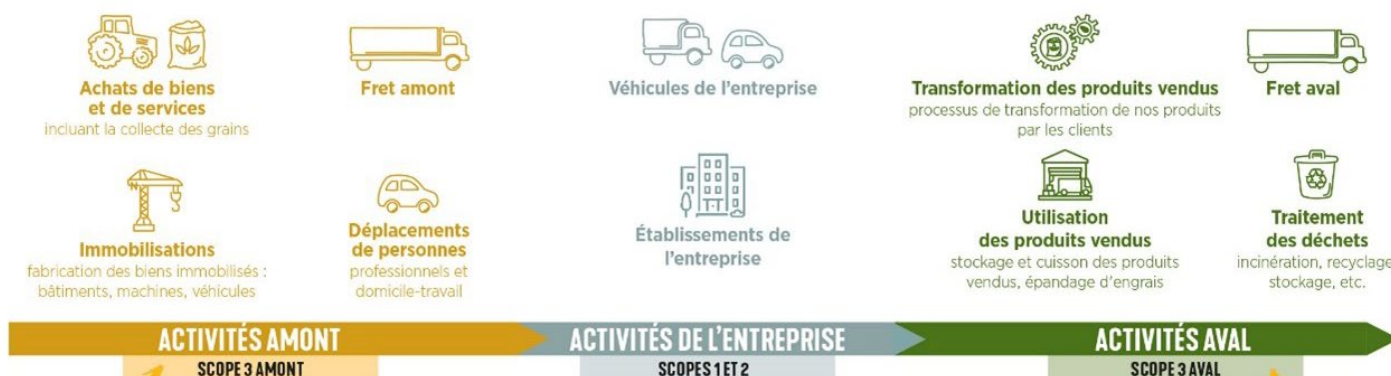 Achats de biens
et de services
incluant la collecte des grains
Fret amont
Immobilisations
fabrication des biens immobilisés :
bâtiments, machines, véhicules
Déplacements
de personnes
professionnels et
domicile-travail
Véhicules de l'entreprise
Établissements de
l'entreprise
Transformation des produits vendus
processus de transformation de nos produits
par les clients
Fret aval
Utilisation
des produits vendus
stockage et cuisson des produits
vendus, épandage d'engrais
Traitement
des déchets
incinération, recyclage
stockage, etc.
ACTIVITÉS AMONT
ACTIVITÉS DE L'ENTREPRISE
ACTIVITÉS AVAL
SCOPE 3 AMONT
SCOPES 1 ET 2
SCOPE 3 AVAL